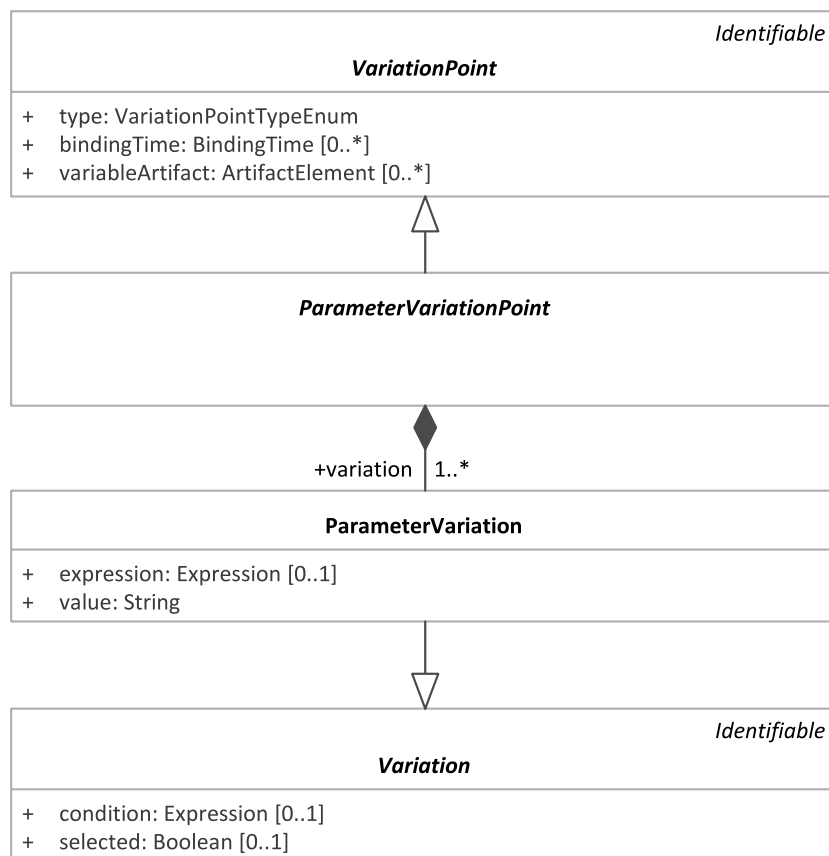 Identifiable
VariationPoint
+ type: VariationPointTypeEnum
+ bindingTime: BindingTime [0..*]
+ variableArtifact: ArtifactElement [0..*]
ParameterVariationPoint
+variation 1..*
ParameterVariation
+ expression: Expression [0..1]
+ value: String
Identifiable
Variation
+ condition: Expression [0..1]
+ selected: Boolean [0..1]